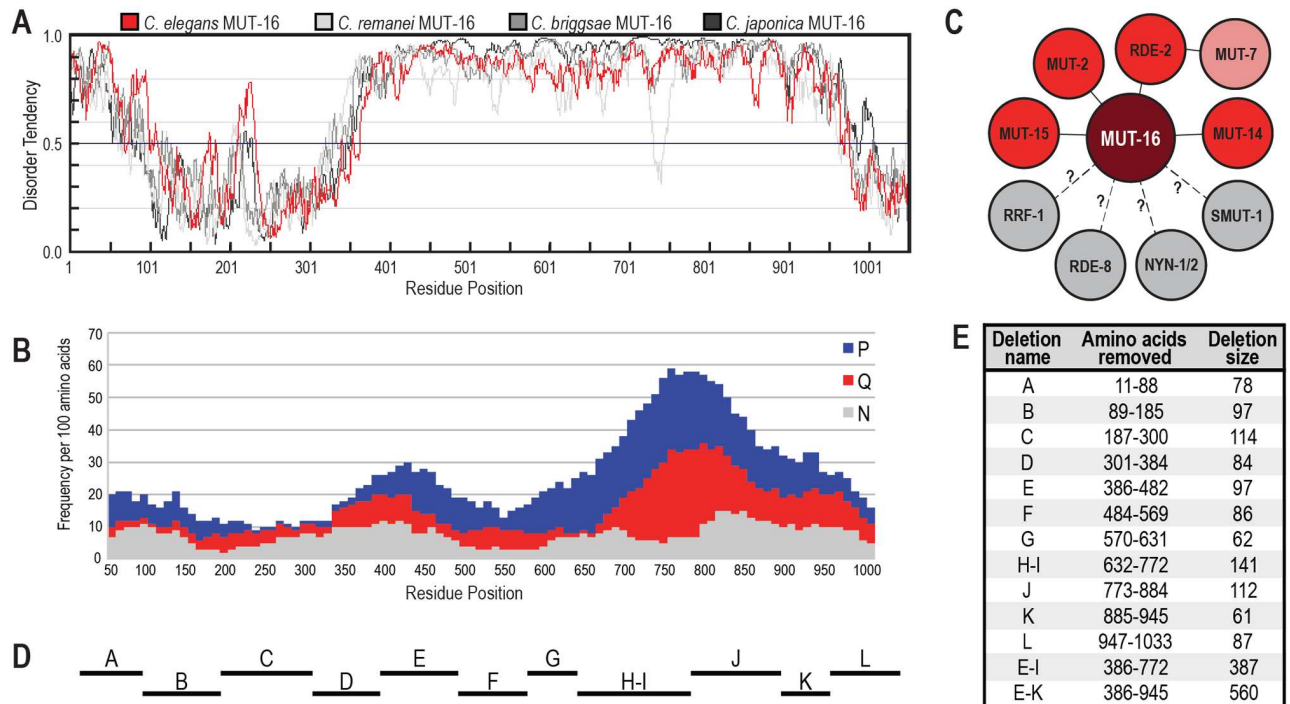 A
C. elegans MUT-16 C. remanei MUT-16 C. briggsae MUT-16 C. japonica MUT-16
Disorder Tendency
1.0
0.5
0.0
1 101 201 301 401 501 601 701 801 901 1001
Residue Position
B
Frequency per 100 amino acids
70
60
50
40
30
20
10
0
P
Q
N
50 100 150 200 250 300 350 400 450 500 550 600 650 700 750 800 850 900 950 1000
Residue Position
C
MUT-2
RDE-2
MUT-7
MUT-15
MUT-16
MUT-14
? ? ? ?
RRF-1
RDE-8
NYN-1/2
SMUT-1
D
A C E G J L
B D F H-I K
E
Deletion name Amino acids removed Deletion size
A 11-88 78
B 89-185 97
C 187-300 114
D 301-384 84
E 386-482 97
F 484-569 86
G 570-631 62
H-I 632-772 141
J 773-884 112
K 885-945 61
L 947-1033 87
E-I 386-772 387
E-K 386-945 560